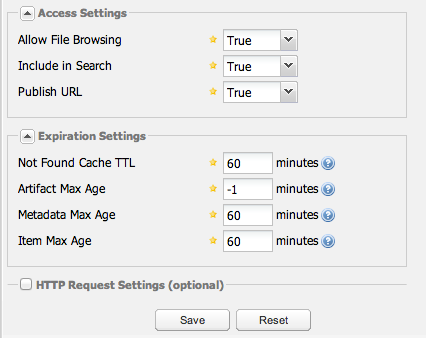 Access Settings
Allow File Browsing True
Include in Search True
Publish URL True
Expiration Settings
Not Found Cache TTL 60 minutes ?
Artifact Max Age -1 minutes ?
Metadata Max Age 60 minutes ?
Item Max Age 60 minutes ?
HTTP Request Settings (optional)
Save Reset